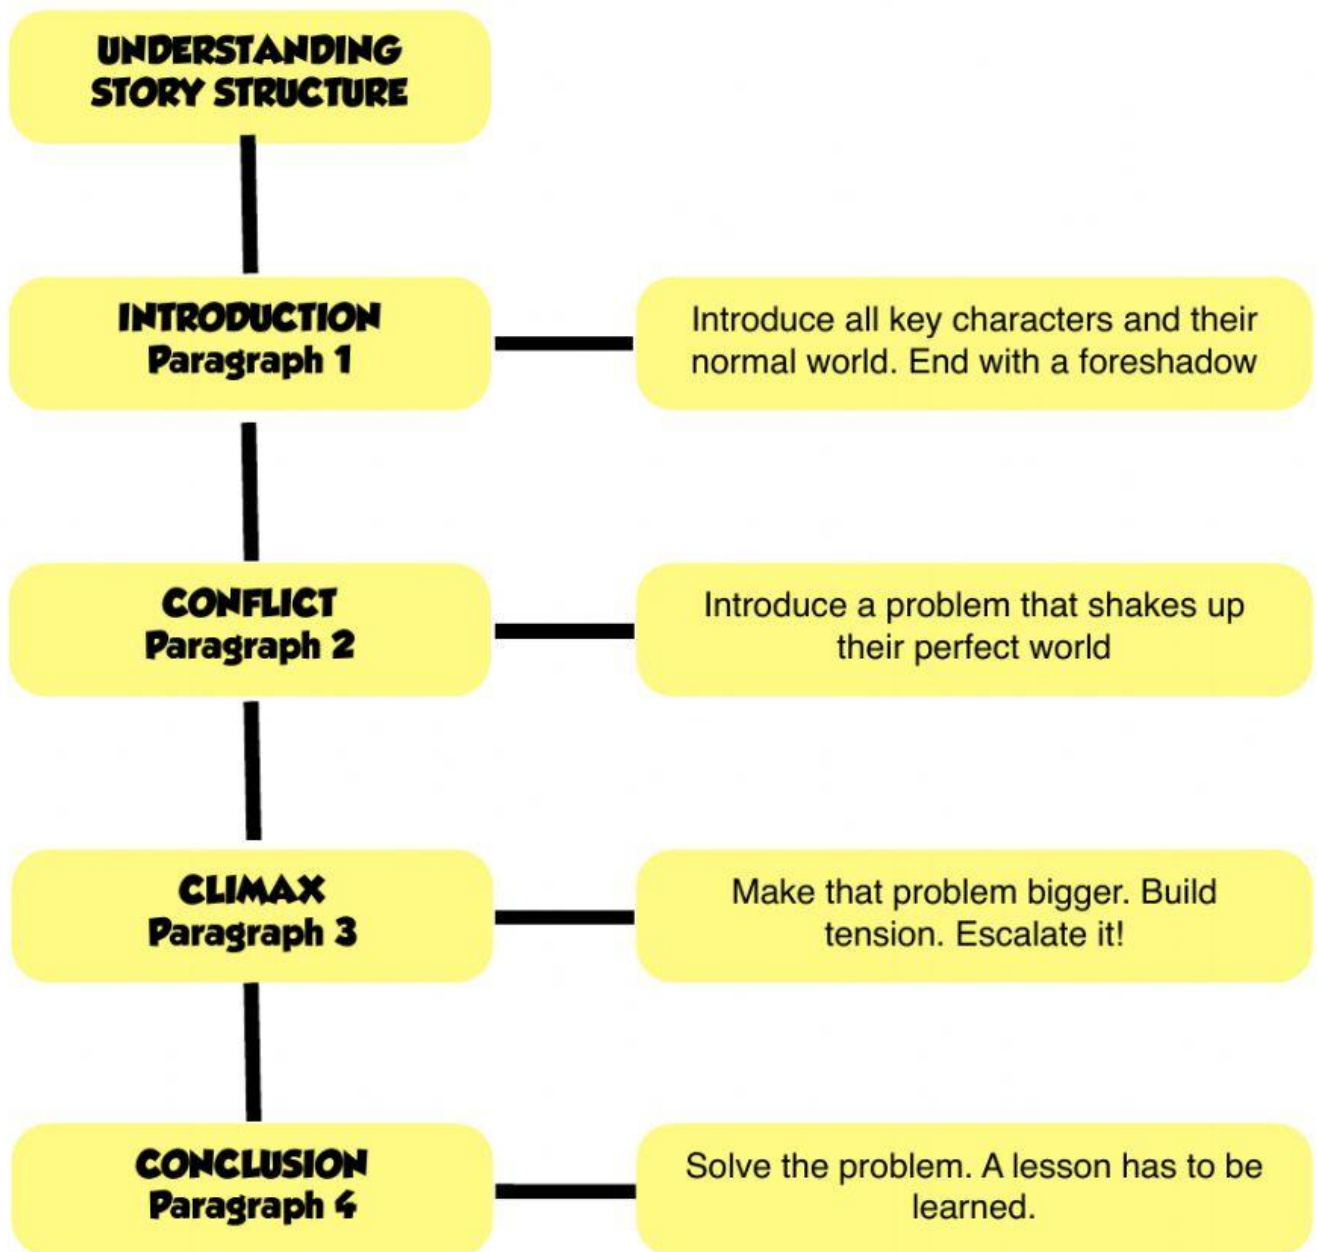 UNDERSTANDING
STORY STRUCTURE
INTRODUCTION
Paragraph 1
Introduce all key characters and their
normal world. End with a foreshadow
CONFLICT
Paragraph 2
Introduce a problem that shakes up
their perfect world
CLIMAX
Paragraph 3
Make that problem bigger. Build
tension. Escalate it!
CONCLUSION
Paragraph 4
Solve the problem. A lesson has to be
learned.